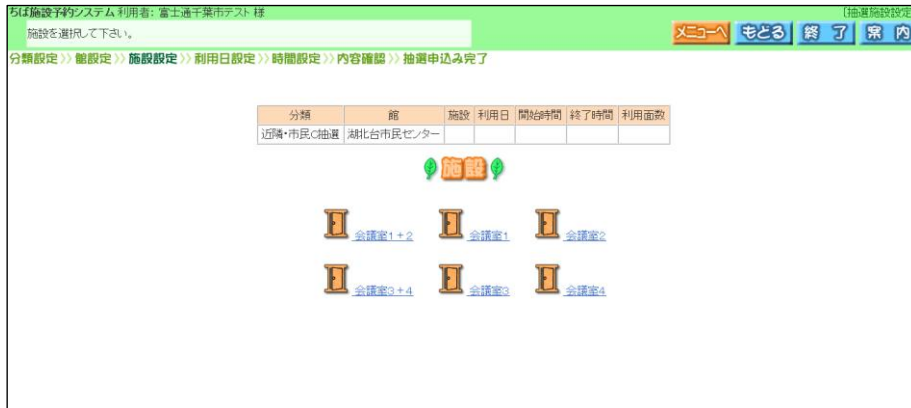 ちば施設予約システム 利用者: 富士通千葉市テスト 様
[抽選施設設定
施設を選択して下さい。
メニューへ もどる 終 了 案 内
分類設定 >> 館設定 >> 施設設定 >> 利用日設定 >> 時間設定 >> 内容確認 >> 抽選申込み完了
分類 館 施設 利用日 開始時間 終了時間 利用面数
近隣・市民C抽選 湖北台市民センター
施設
会議室1+2 会議室1 会議室2
会議室3+4 会議室3 会議室4